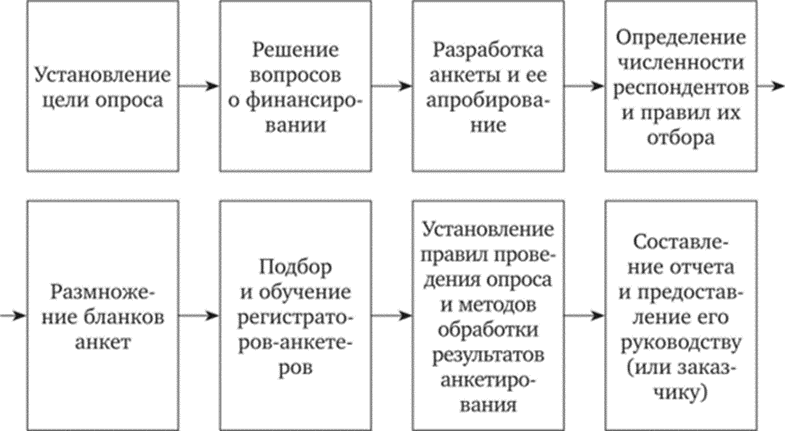 Установление
цели опроса
Решение
вопросов
о финансиро-
вании
Разработка
анкеты и ее
апробирова-
ние
Определение
численности
респондентов
и правил их
отбора
Размноже-
ние бланков
анкет
Подбор
и обучение
регистрато-
ров-анкете-
ров
Установление
правил прове-
дения опроса
и методов
обработки
результатов
анкетиро-
вания
Составле-
ние отчета
и предостав-
ление его
руководству
(или заказ-
чику)